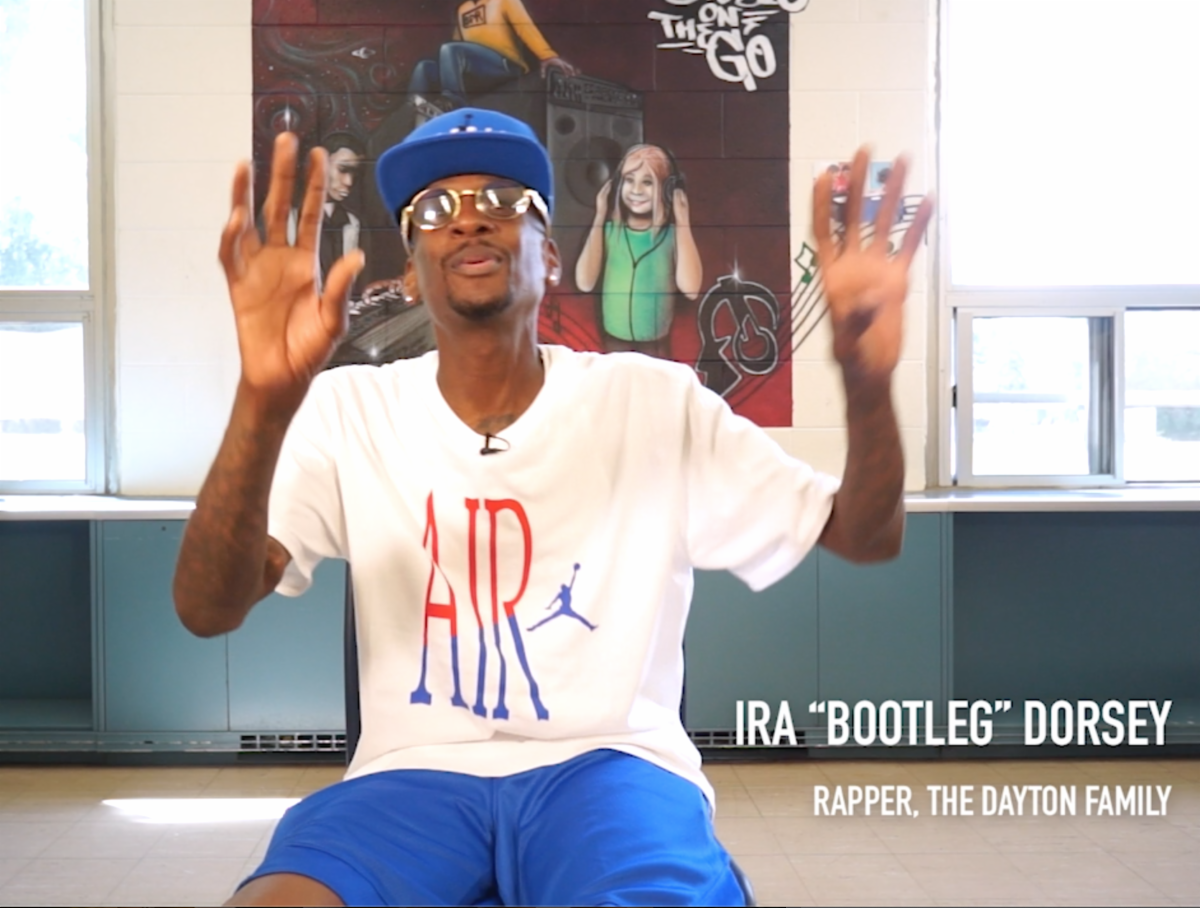 ON
THE
GO
AIR
IRA “BOOTLEG” DORSEY
RAPPER, THE DAYTON FAMILY